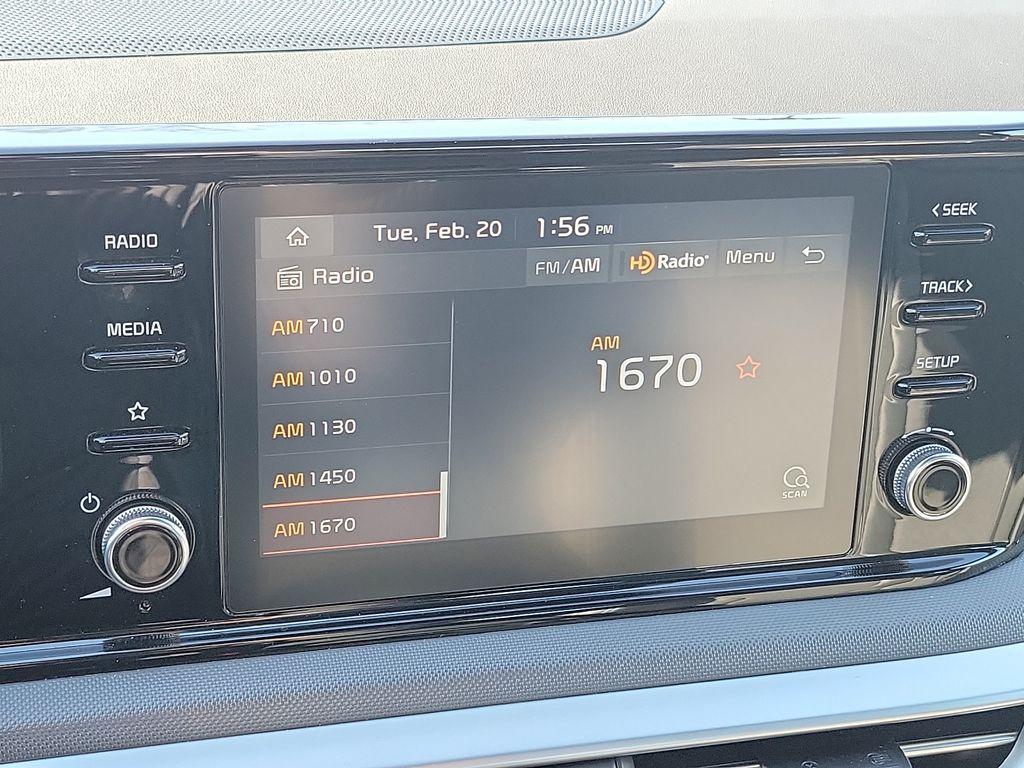 RADIO
MEDIA
Tue, Feb. 20 1:56 PM
Radio FM/AM HD Radio® Menu
AM 710
AM 1010
AM 1130
AM 1450
AM 1670
AM
1670
SCAN
<SEEK
TRACK>
SETUP